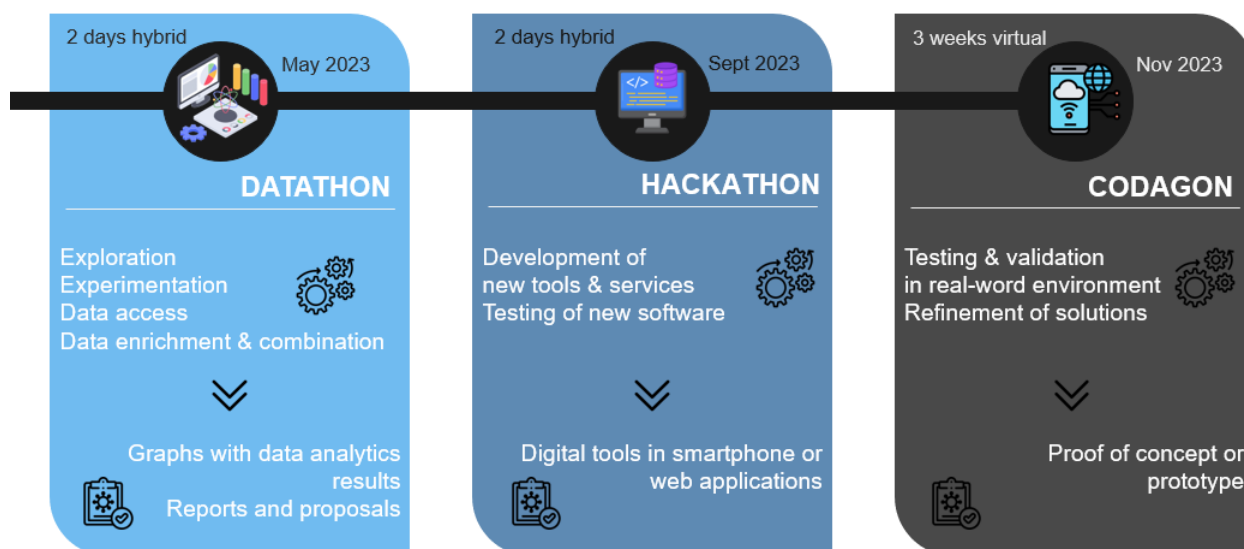 2 days hybrid
May 2023
DATATHON
Exploration
Experimentation
Data access
Data enrichment & combination
Graphs with data analytics
results
Reports and proposals
2 days hybrid
Sept 2023
</>
HACKATHON
Development of
new tools & services
Testing of new software
Digital tools in smartphone or
web applications
3 weeks virtual
Nov 2023
CODAGON
Testing & validation
in real-word environment
Refinement of solutions
Proof of concept or
prototype